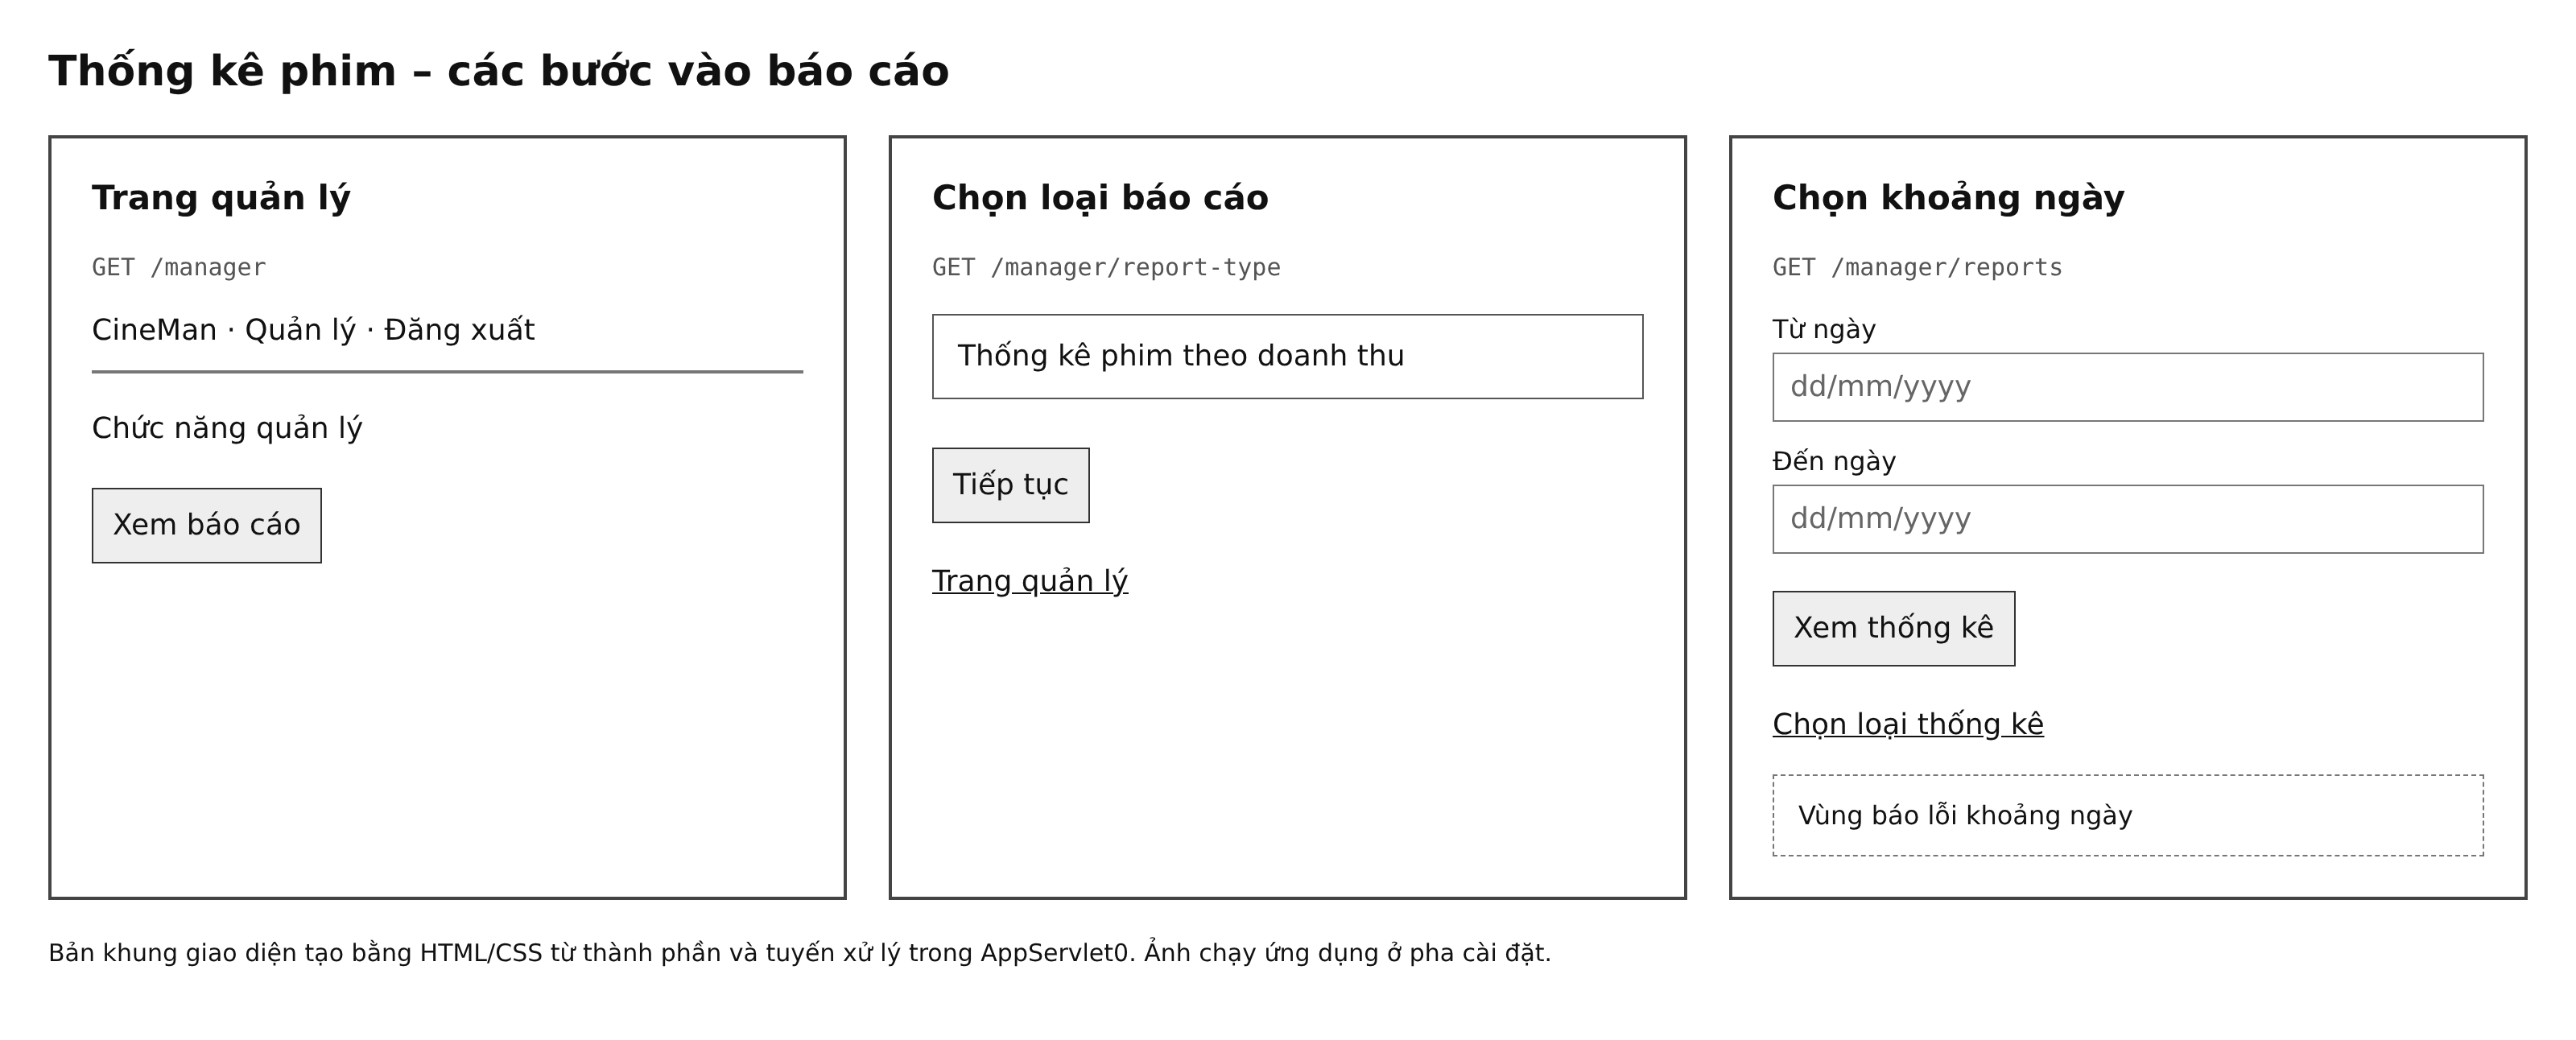 Thống kê phim – các bước vào báo cáo
Trang quản lý
GET /manager
CineMan · Quản lý · Đăng xuất
Chức năng quản lý
Xem báo cáo
Chọn loại báo cáo
GET /manager/report-type
Thống kê phim theo doanh thu
Tiếp tục
Trang quản lý
Chọn khoảng ngày
GET /manager/reports
Từ ngày
dd/mm/yyyy
Đến ngày
dd/mm/yyyy
Xem thống kê
Chọn loại thống kê
Vùng báo lỗi khoảng ngày
Bản khung giao diện tạo bằng HTML/CSS từ thành phần và tuyến xử lý trong AppServlet0. Ảnh chạy ứng dụng ở pha cài đặt.